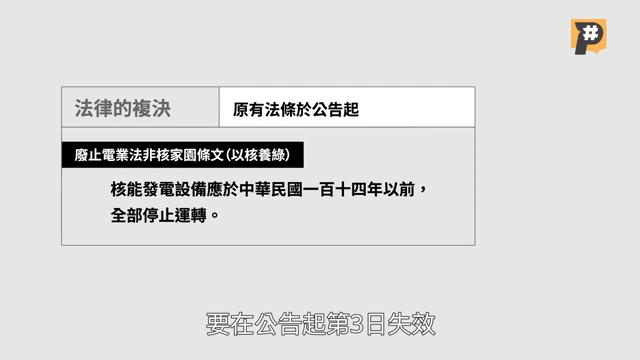 P#
法律的複決
原有法條於公告起
廢止電業法非核家園條文(以核養綠)
核能發電設備應於中華民國一百十四年以前，
全部停止運轉。
要在公告起第3日失效